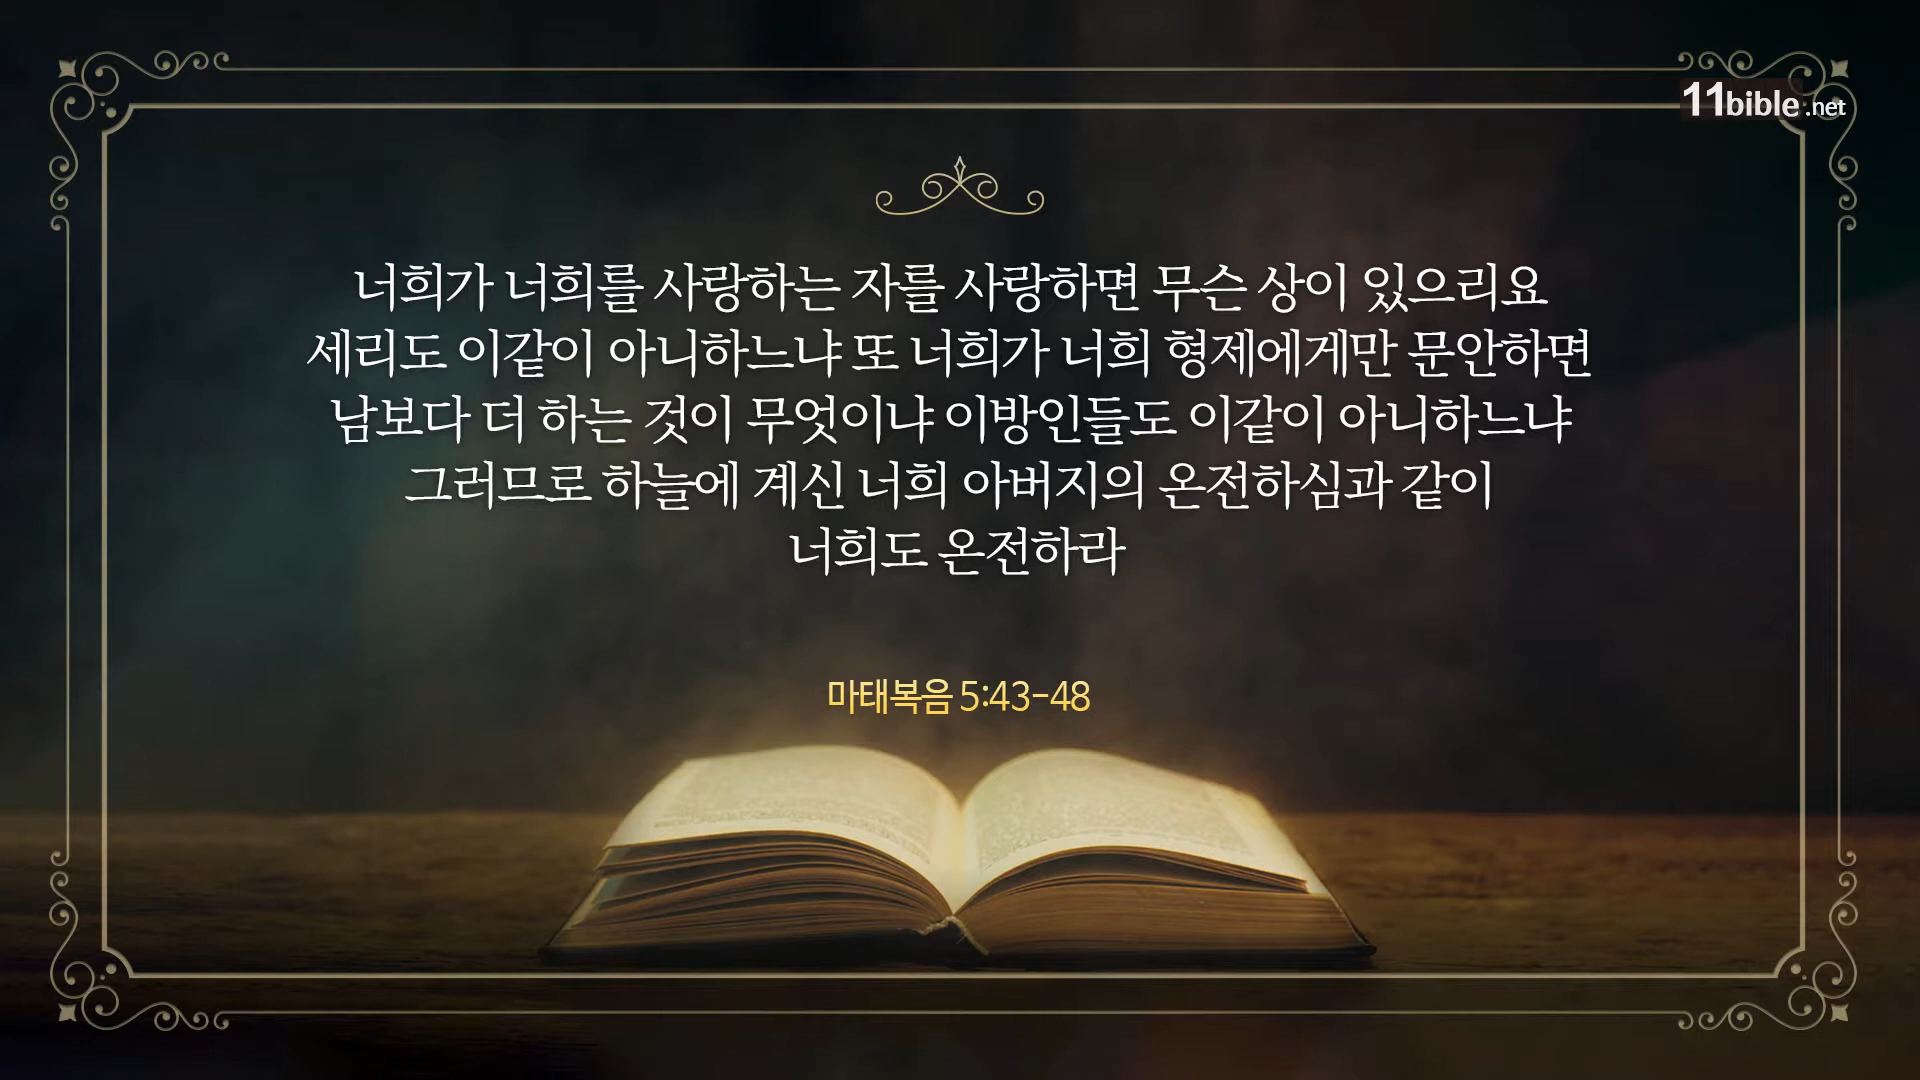 11bible.net
너희가 너희를 사랑하는 자를 사랑하면 무슨 상이 있으리요
세리도 이같이 아니하느냐 또 너희가 너희 형제에게만 문안하면
남보다 더 하는 것이 무엇이냐 이방인들도 이같이 아니하느냐
그러므로 하늘에 계신 너희 아버지의 온전하심과 같이
너희도 온전하라
마태복음 5:43-48